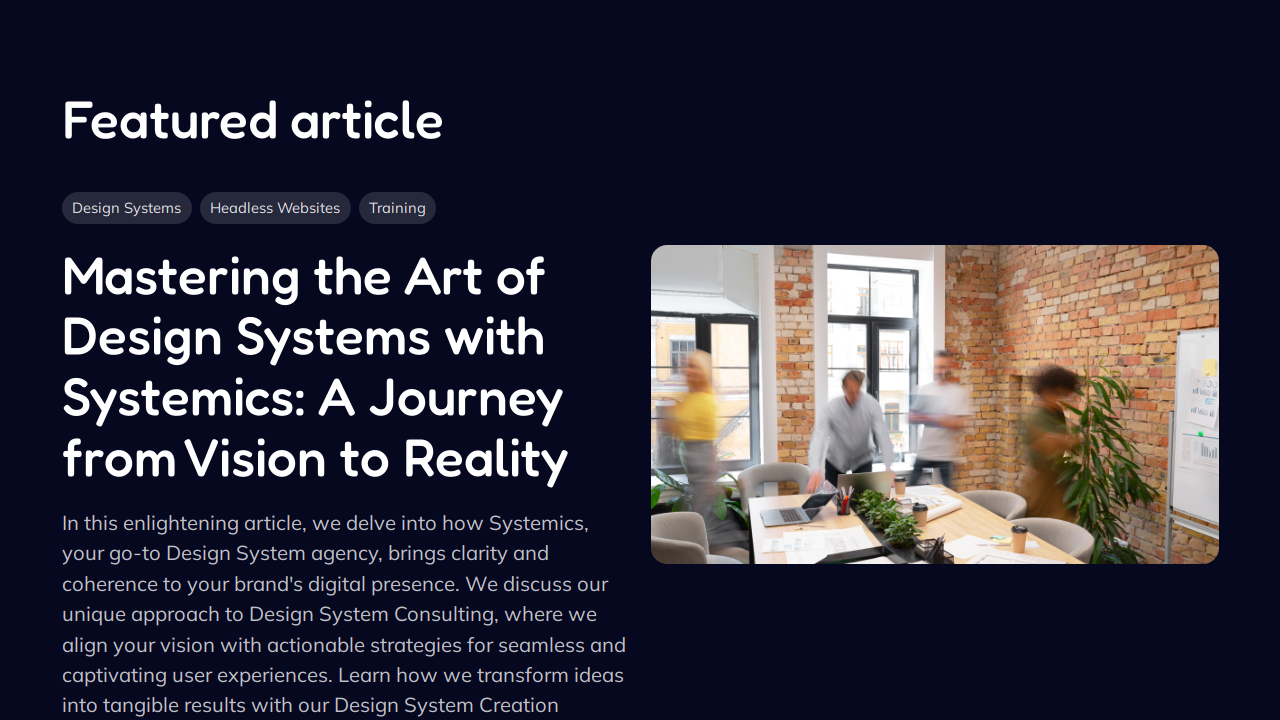 Featured article
Design Systems
Headless Websites
Training
Mastering the Art of
Design Systems with
Systemics: A Journey
from Vision to Reality
In this enlightening article, we delve into how Systemics,
your go-to Design System agency, brings clarity and
coherence to your brand's digital presence. We discuss our
unique approach to Design System Consulting, where we
align your vision with actionable strategies for seamless and
captivating user experiences. Learn how we transform ideas
into tangible results with our Design System Creation